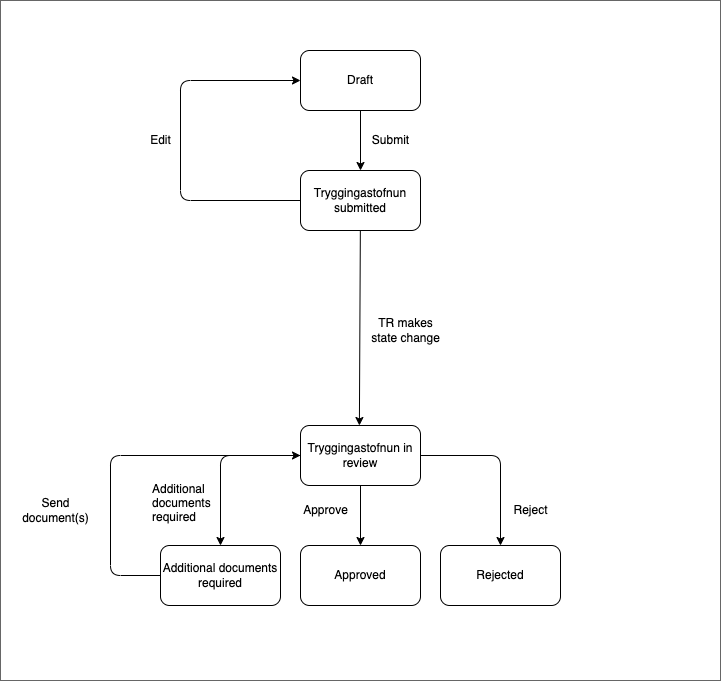 Draft
Edit
Submit
Tryggingastofnun
submitted
TR makes
state change
Tryggingastofnun in
review
Send
document(s)
Additional
documents
required
Approve
Reject
Additional documents
required
Approved
Rejected